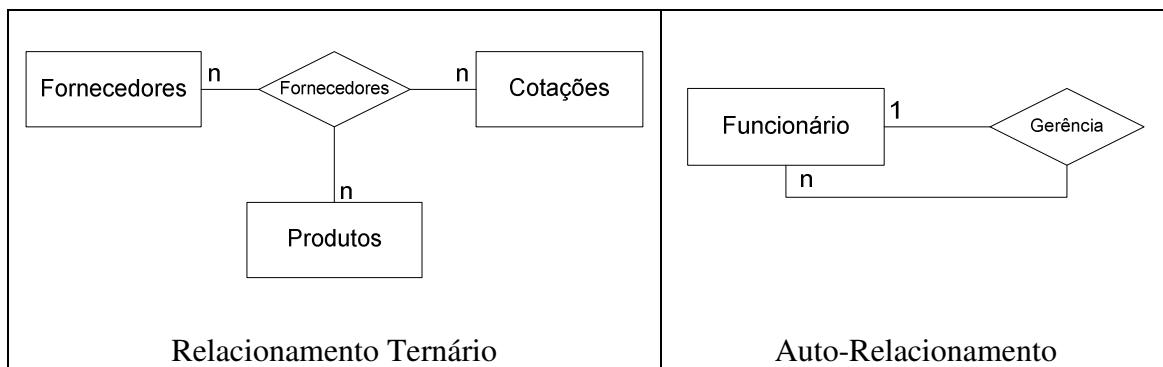 Fornecedores
n
Fornecedores
n
Cotações
n
Produtos
Relacionamento Ternário
Funcionário
1
Gerência
n
Auto-Relacionamento